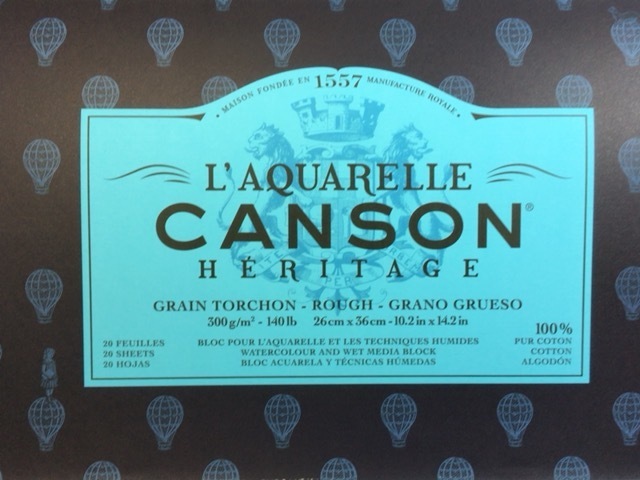 MAISON FONDÉE EN 1557 MANUFACTURE ROYALE
L'AQUARELLE
CANSON®
HÉRITAGE
GRAIN TORCHON - ROUGH - GRANO GRUESO
300 g/m² - 140 lb 26 cm x 36 cm - 10.2 in x 14.2 in
20 FEUILLES
20 SHEETS
20 HOJAS
BLOC POUR L'AQUARELLE ET LES TECHNIQUES HUMIDES
WATERCOLOUR AND WET MEDIA BLOCK
BLOC ACUARELA Y TÉCNICAS HÚMEDAS
100%
PUR COTON
COTTON
ALGODÓN